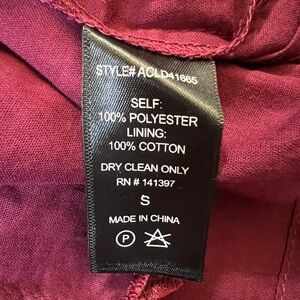 STYLE# ACLD41665
SELF:
100% POLYESTER
LINING:
100% COTTON
DRY CLEAN ONLY
RN # 141397
S
MADE IN CHINA
P